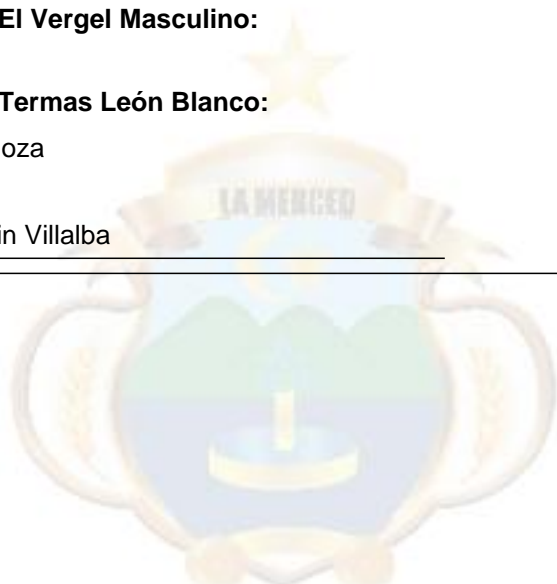 El Vergel Masculino:
Termas León Blanco:
oza
in Villalba
LA MERCED